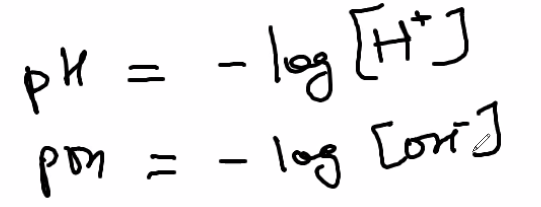 pH = - log [H⁺]
pOH = - log [OH⁻]